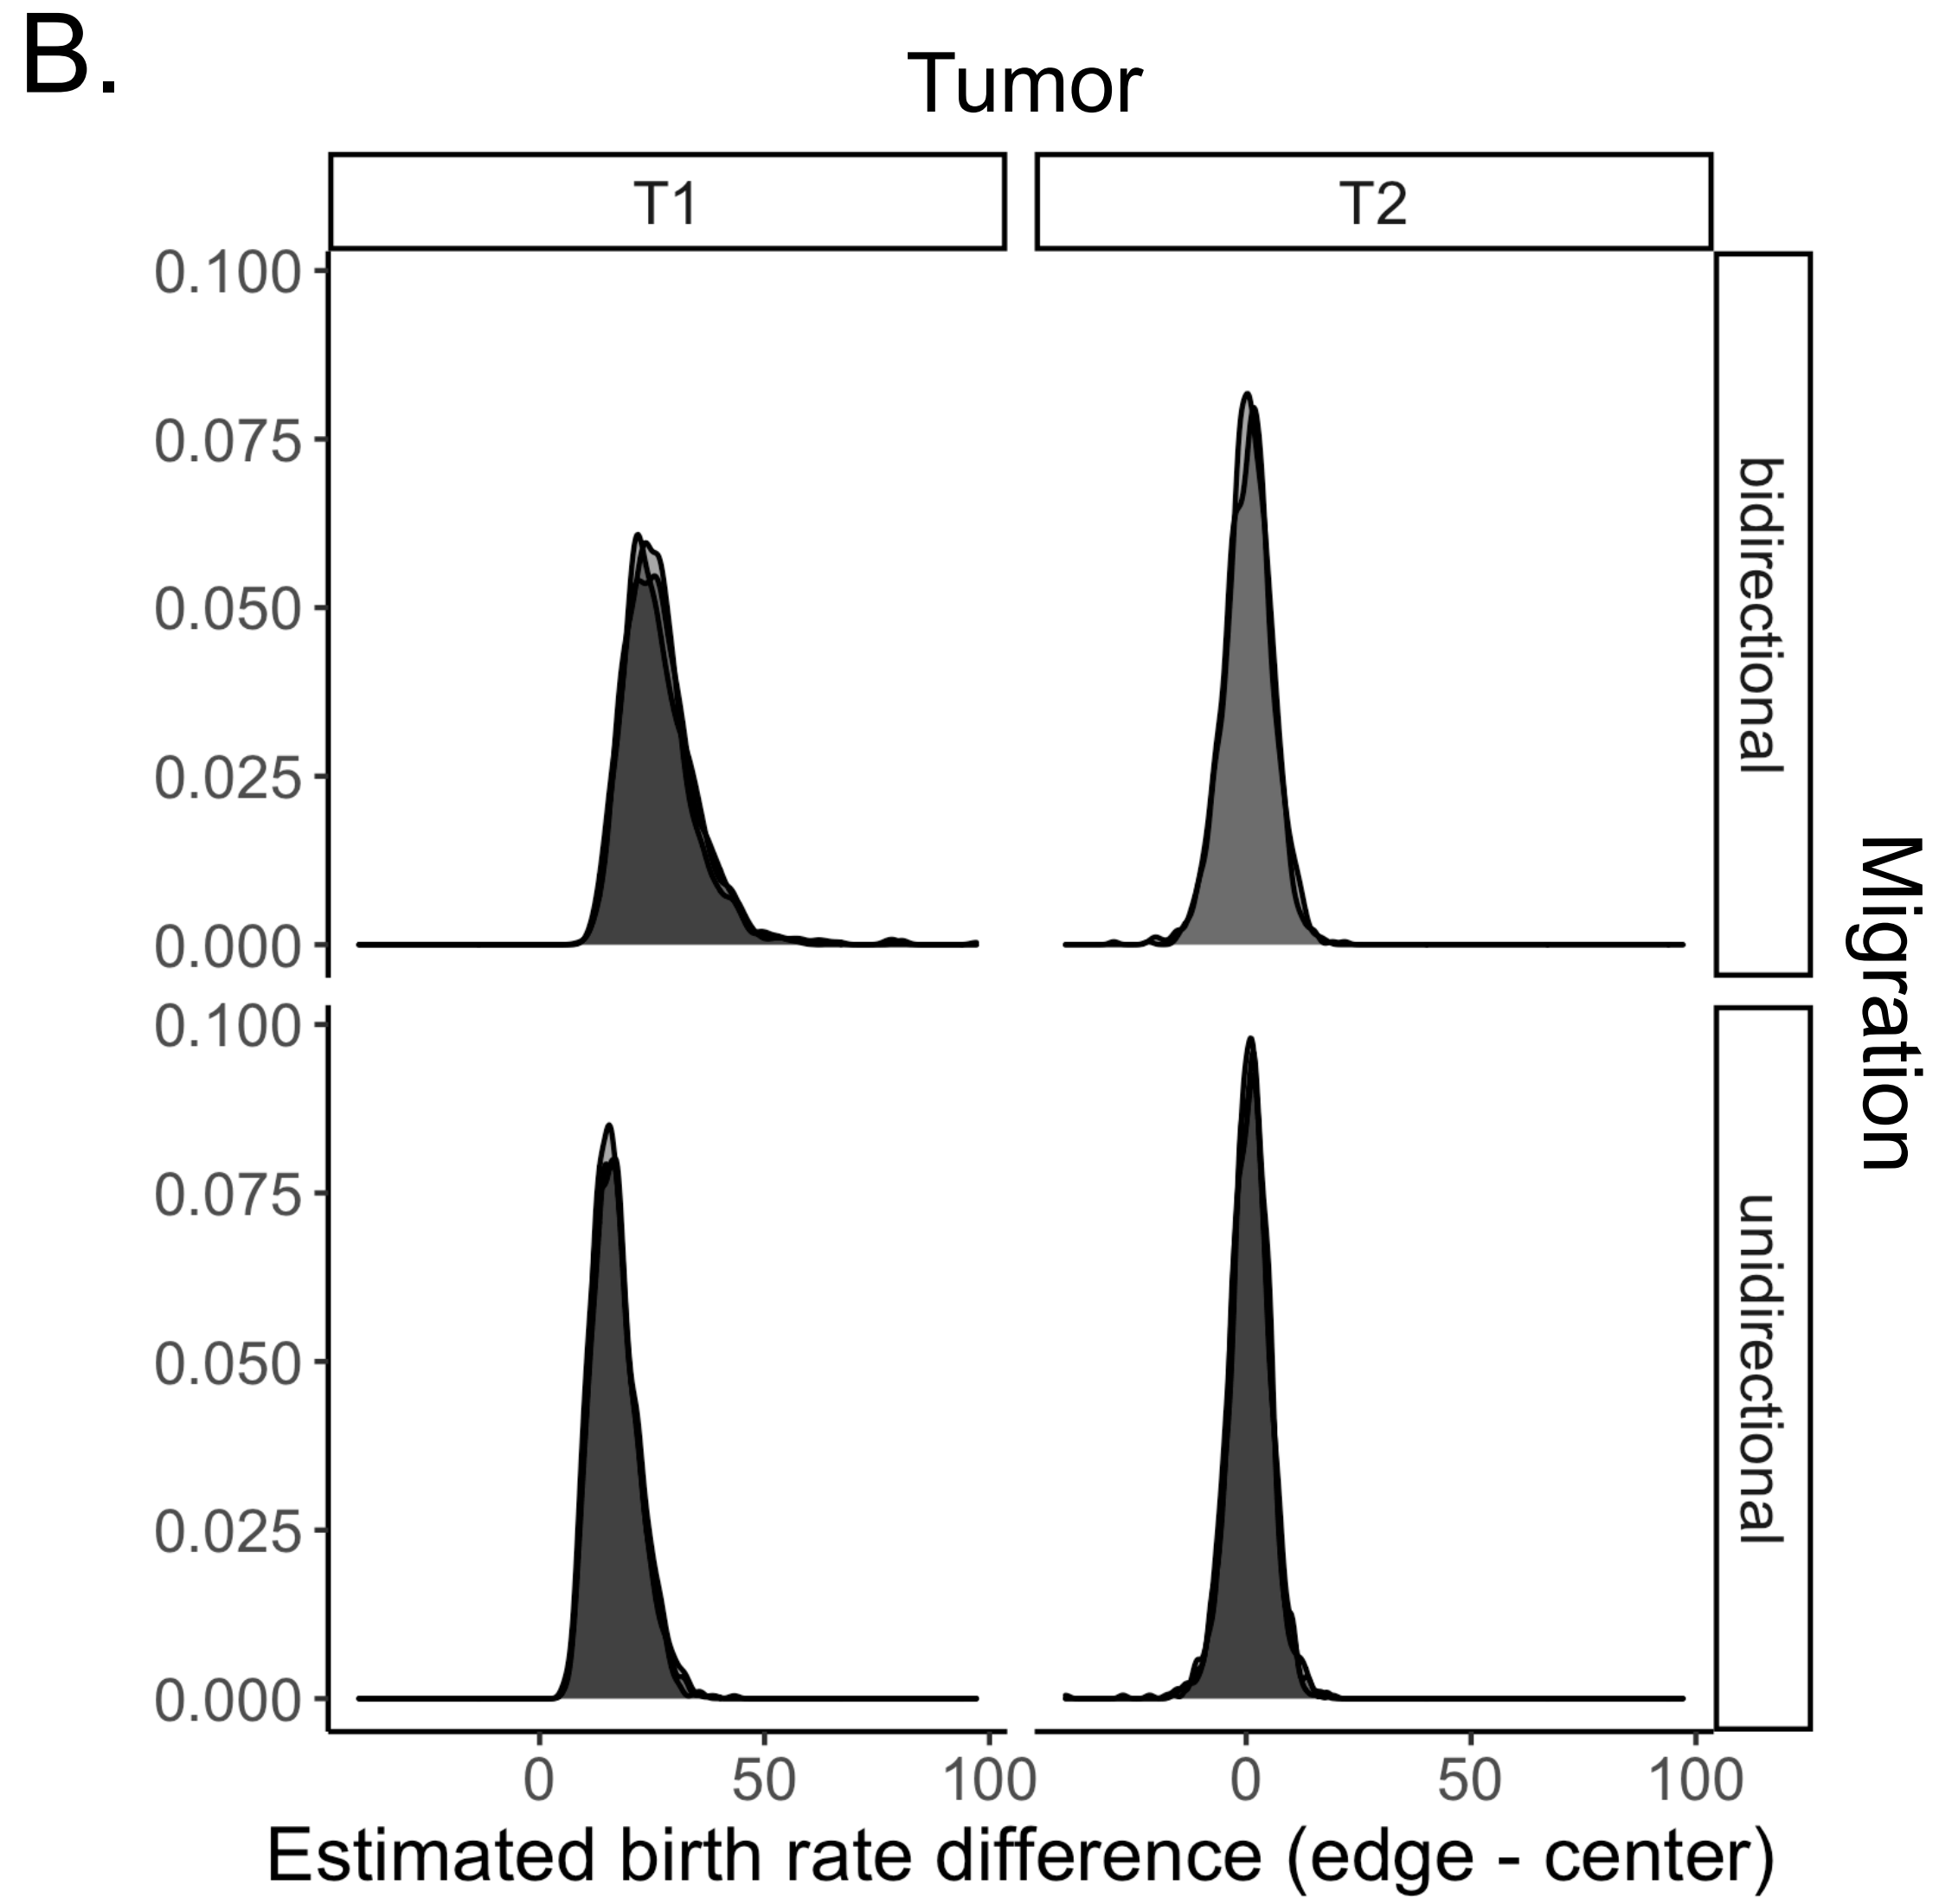 B.
Tumor
T1
T2
0.100
0.075
0.050
0.025
0.000
bidirectional
Migration
0.100
0.075
0.050
0.025
0.000
unidirectional
0 50 100 0 50 100
Estimated birth rate difference (edge - center)